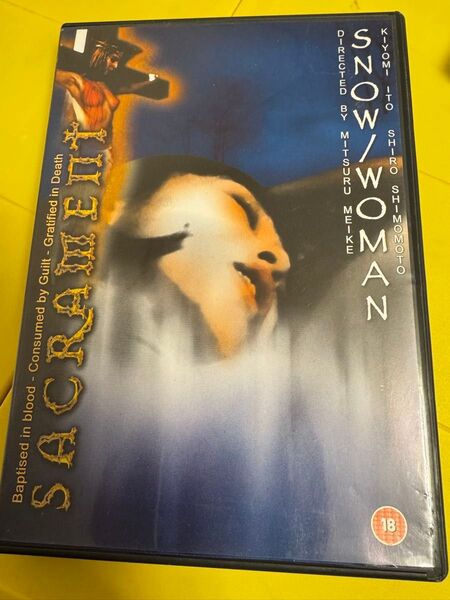 Baptised in blood - Consumed by Guilt - Gratified in Death
SACRAMENT
SNOW/WOMAN
KIYOMI ITO SHIRO SHIMOMOTO
DIRECTED BY MITSURU MEIKE
18